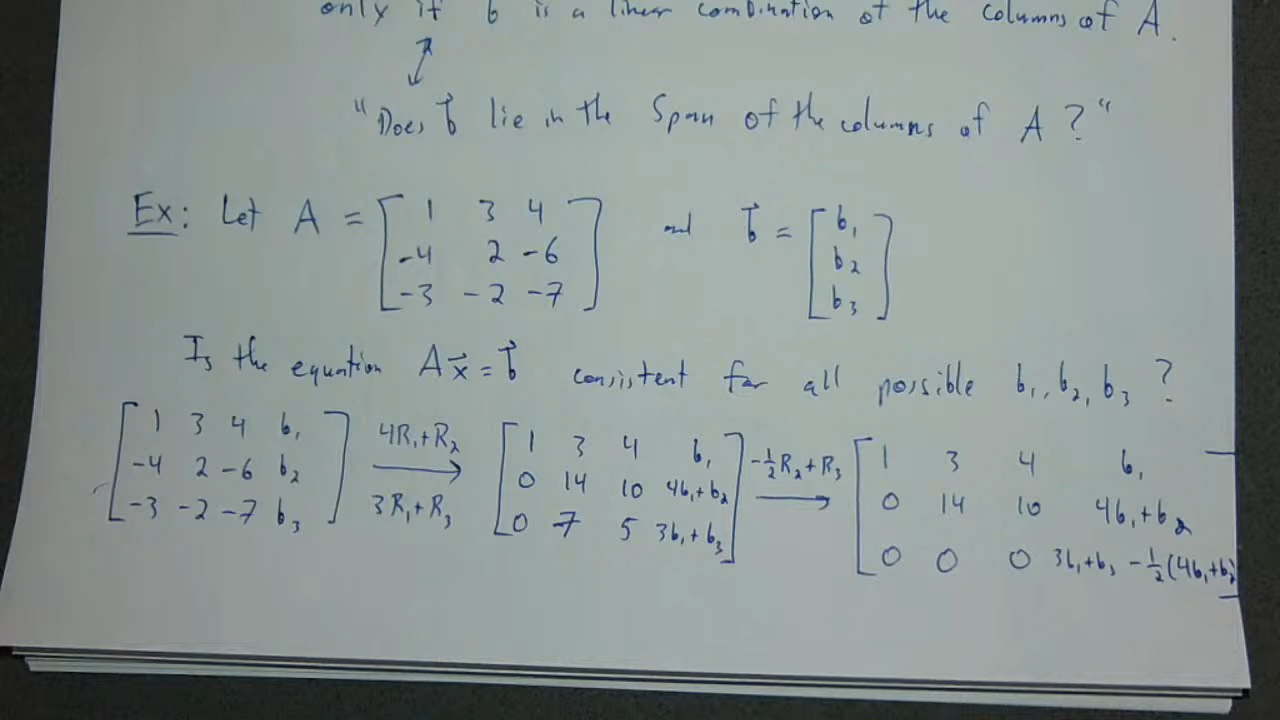 only if b is a linear combination of the columns of A.
↕
"Does b⃗ lie in the Span of the columns of A?"
Ex: Let A = [1 3 4; -4 2 -6; -3 -2 -7] and b⃗ = [b₁; b₂; b₃]
Is the equation Ax⃗ = b⃗ consistent for all possible b₁, b₂, b₃ ?
[1 3 4 b₁; -4 2 -6 b₂; -3 -2 -7 b₃] 4R₁+R₂ → 3R₁+R₃ [1 3 4 b₁; 0 14 10 4b₁+b₂; 0 7 5 3b₁+b₃] -½R₂+R₃ → [1 3 4 b₁; 0 14 10 4b₁+b₂; 0 0 0 3b₁+b₃ -½(4b₁+b₂)